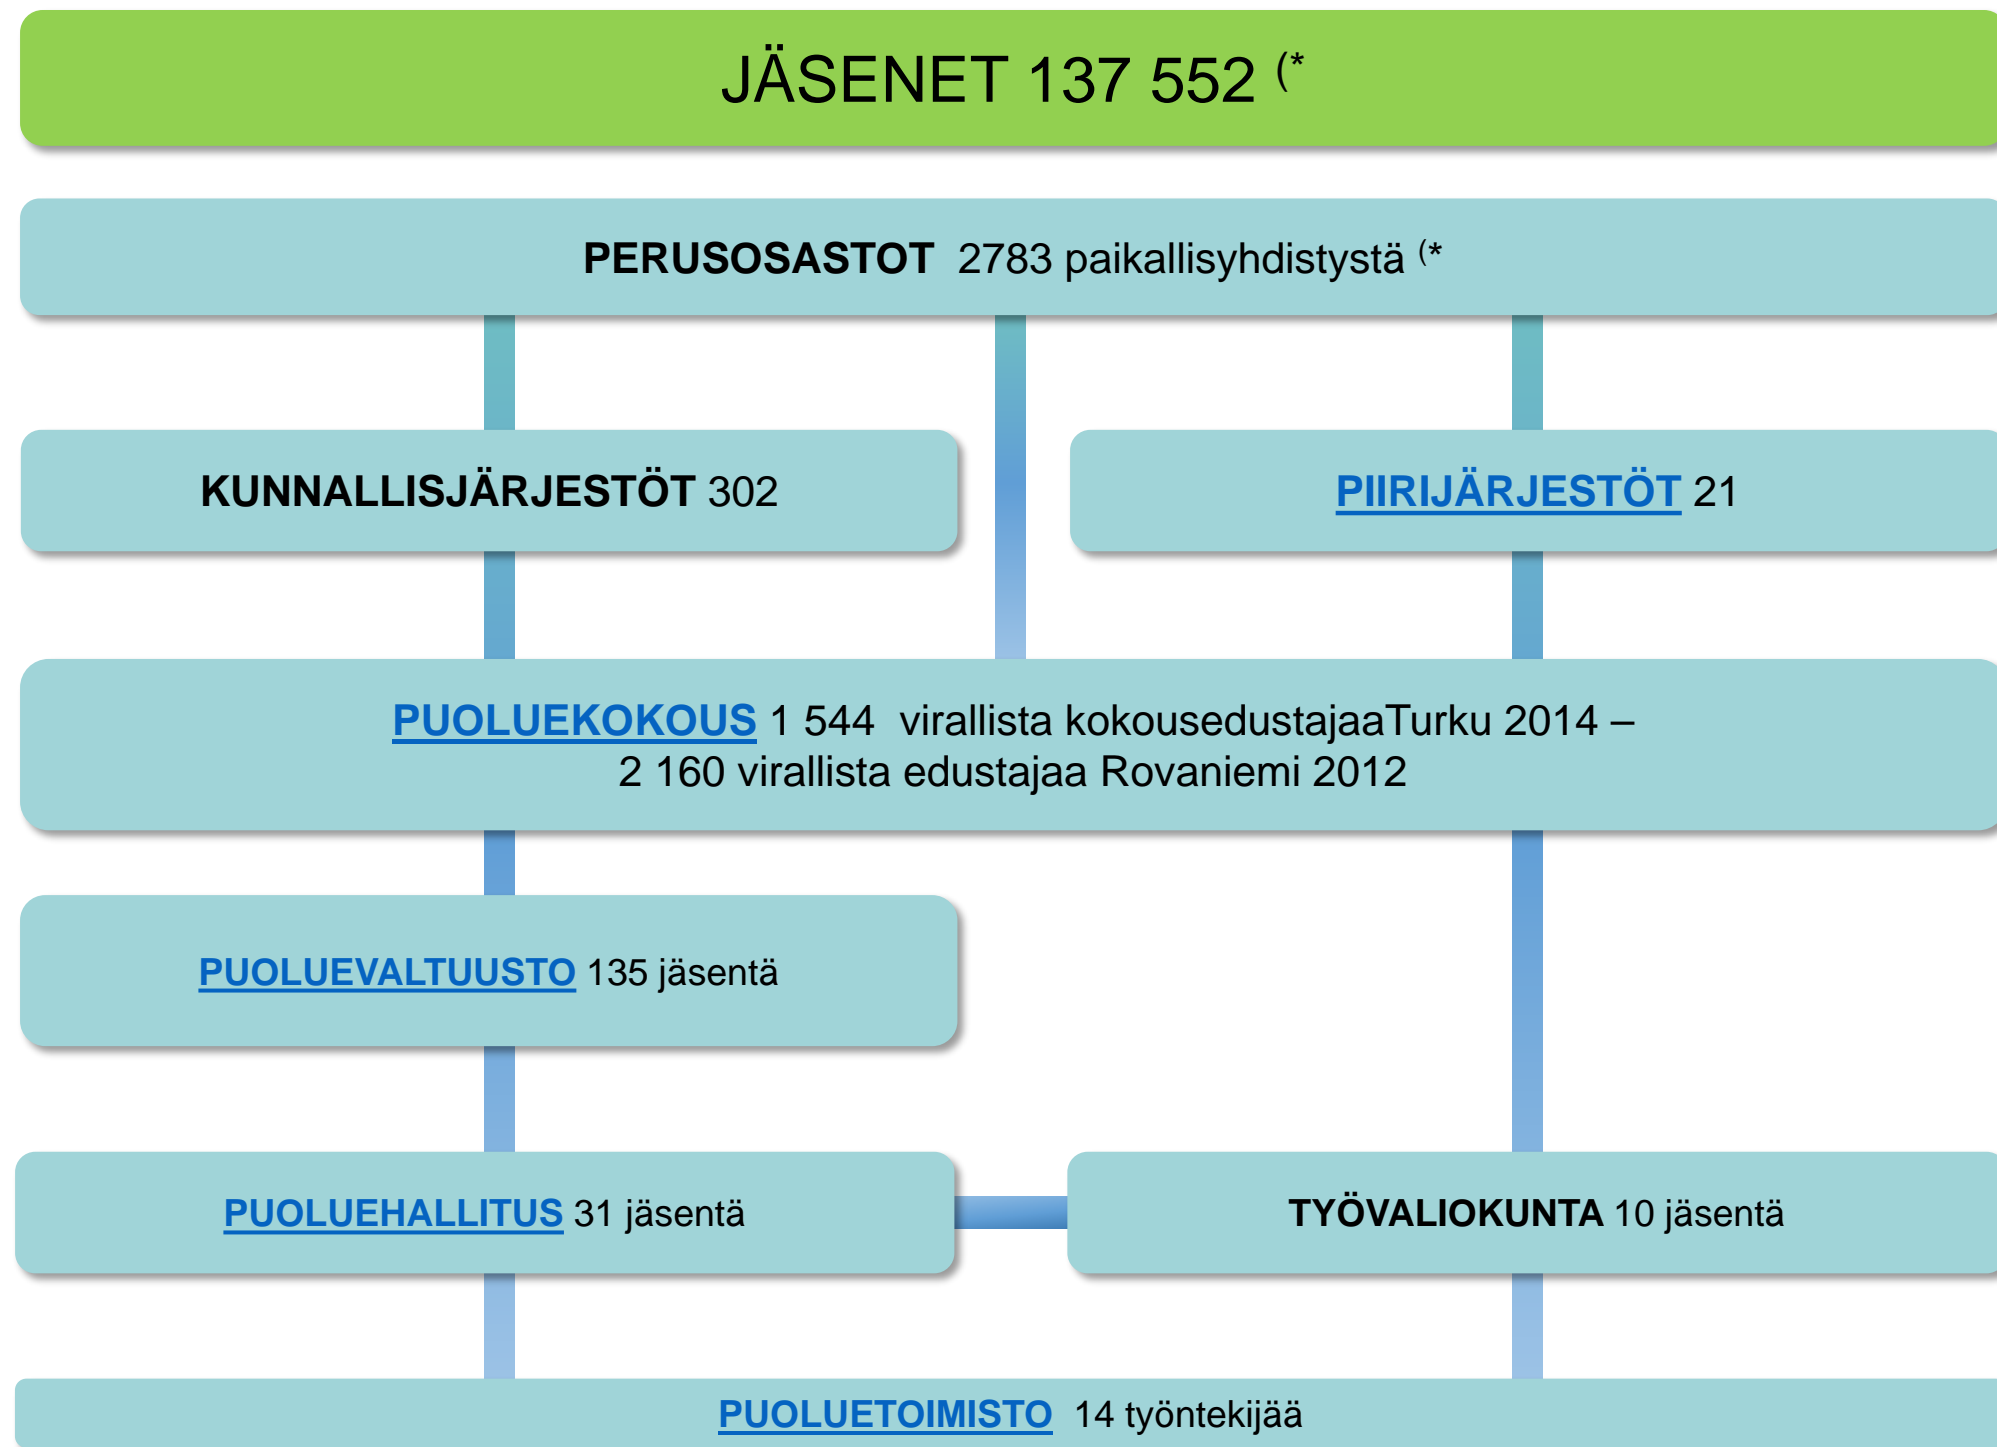 JÄSENET 137 552 (*
PERUSOSASTOT 2783 paikallisyhdistystä (*
KUNNALLISJÄRJESTÖT 302
PIIRIJÄRJESTÖT 21
PUOLUEKOKOUS 1 544 virallista kokousedustajaaTurku 2014 –
2 160 virallista edustajaa Rovaniemi 2012
PUOLUEVALTUUSTO 135 jäsentä
PUOLUEHALLITUS 31 jäsentä
TYÖVALIOKUNTA 10 jäsentä
PUOLUETOIMISTO 14 työntekijää